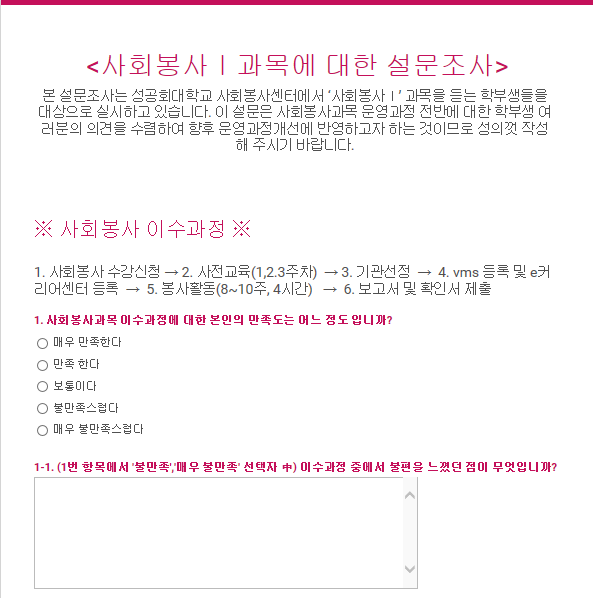 <사회봉사Ⅰ과목에 대한 설문조사>
본 설문조사는 성공회대학교 사회봉사센터에서 ‘사회봉사Ⅰ’ 과목을 듣는 학부생들을
대상으로 실시하고 있습니다. 이 설문은 사회봉사과목 운영과정 전반에 대한 학부생 여
러분의 의견을 수렴하여 향후 운영과정개선에 반영하고자 하는 것이므로 성의껏 작성
해 주시기 바랍니다.
※ 사회봉사 이수과정 ※
1. 사회봉사 수강신청 → 2. 사전교육(1,2.3주차) → 3. 기관선정 → 4. vms 등록 및 e커
리어센터 등록 → 5. 봉사활동(8~10주, 4시간) → 6. 보고서 및 확인서 제출
1. 사회봉사과목 이수과정에 대한 본인의 만족도는 어느 정도 입니까?
매우 만족한다
만족 한다
보통이다
불만족스럽다
매우 불만족스럽다
1-1. (1번 항목에서 '불만족','매우 불만족' 선택자 中) 이수과정 중에서 불편을 느꼈던 점이 무엇입니까?